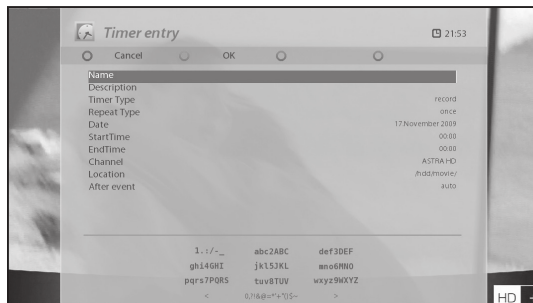 Timer entry 21:53
Cancel OK
Name
Description
Timer Type record
Repeat Type once
Date 17.November 2009
StartTime 00:00
EndTime 00:00
Channel ASTRA HD
Location /hdd/movie/
After event auto
1.:/-_ abc2ABC def3DEF
ghi4GHI jkl5JKL mno6MNO
pqrs7PQRS tuv8TUV wxyz9WXYZ
< >
HD